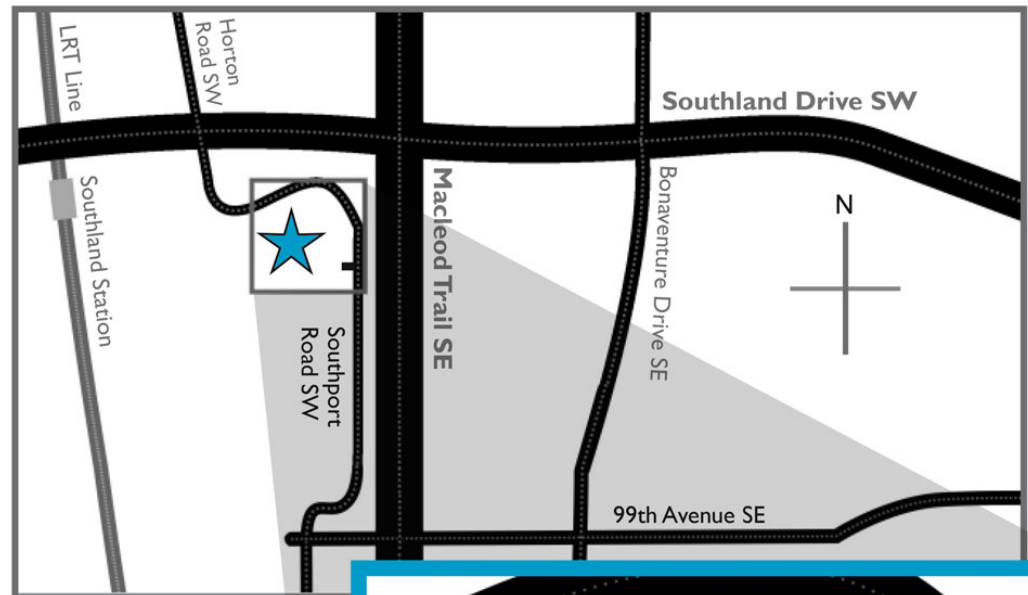 LRT Line
Horton
Road SW
Southland Drive SW
Southland Station
Macleod Trail SE
Bonaventure Drive SE
N
Southport
Road SW
99th Avenue SE